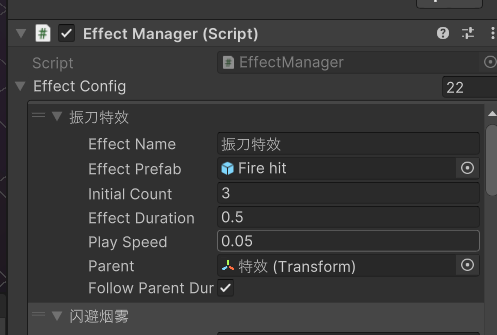 Effect Manager (Script)
Script EffectManager
Effect Config 22
振刀特效
Effect Name 振刀特效
Effect Prefab Fire hit
Initial Count 3
Effect Duration 0.5
Play Speed 0.05
Parent 特效 (Transform)
Follow Parent Dur
闪避烟雾